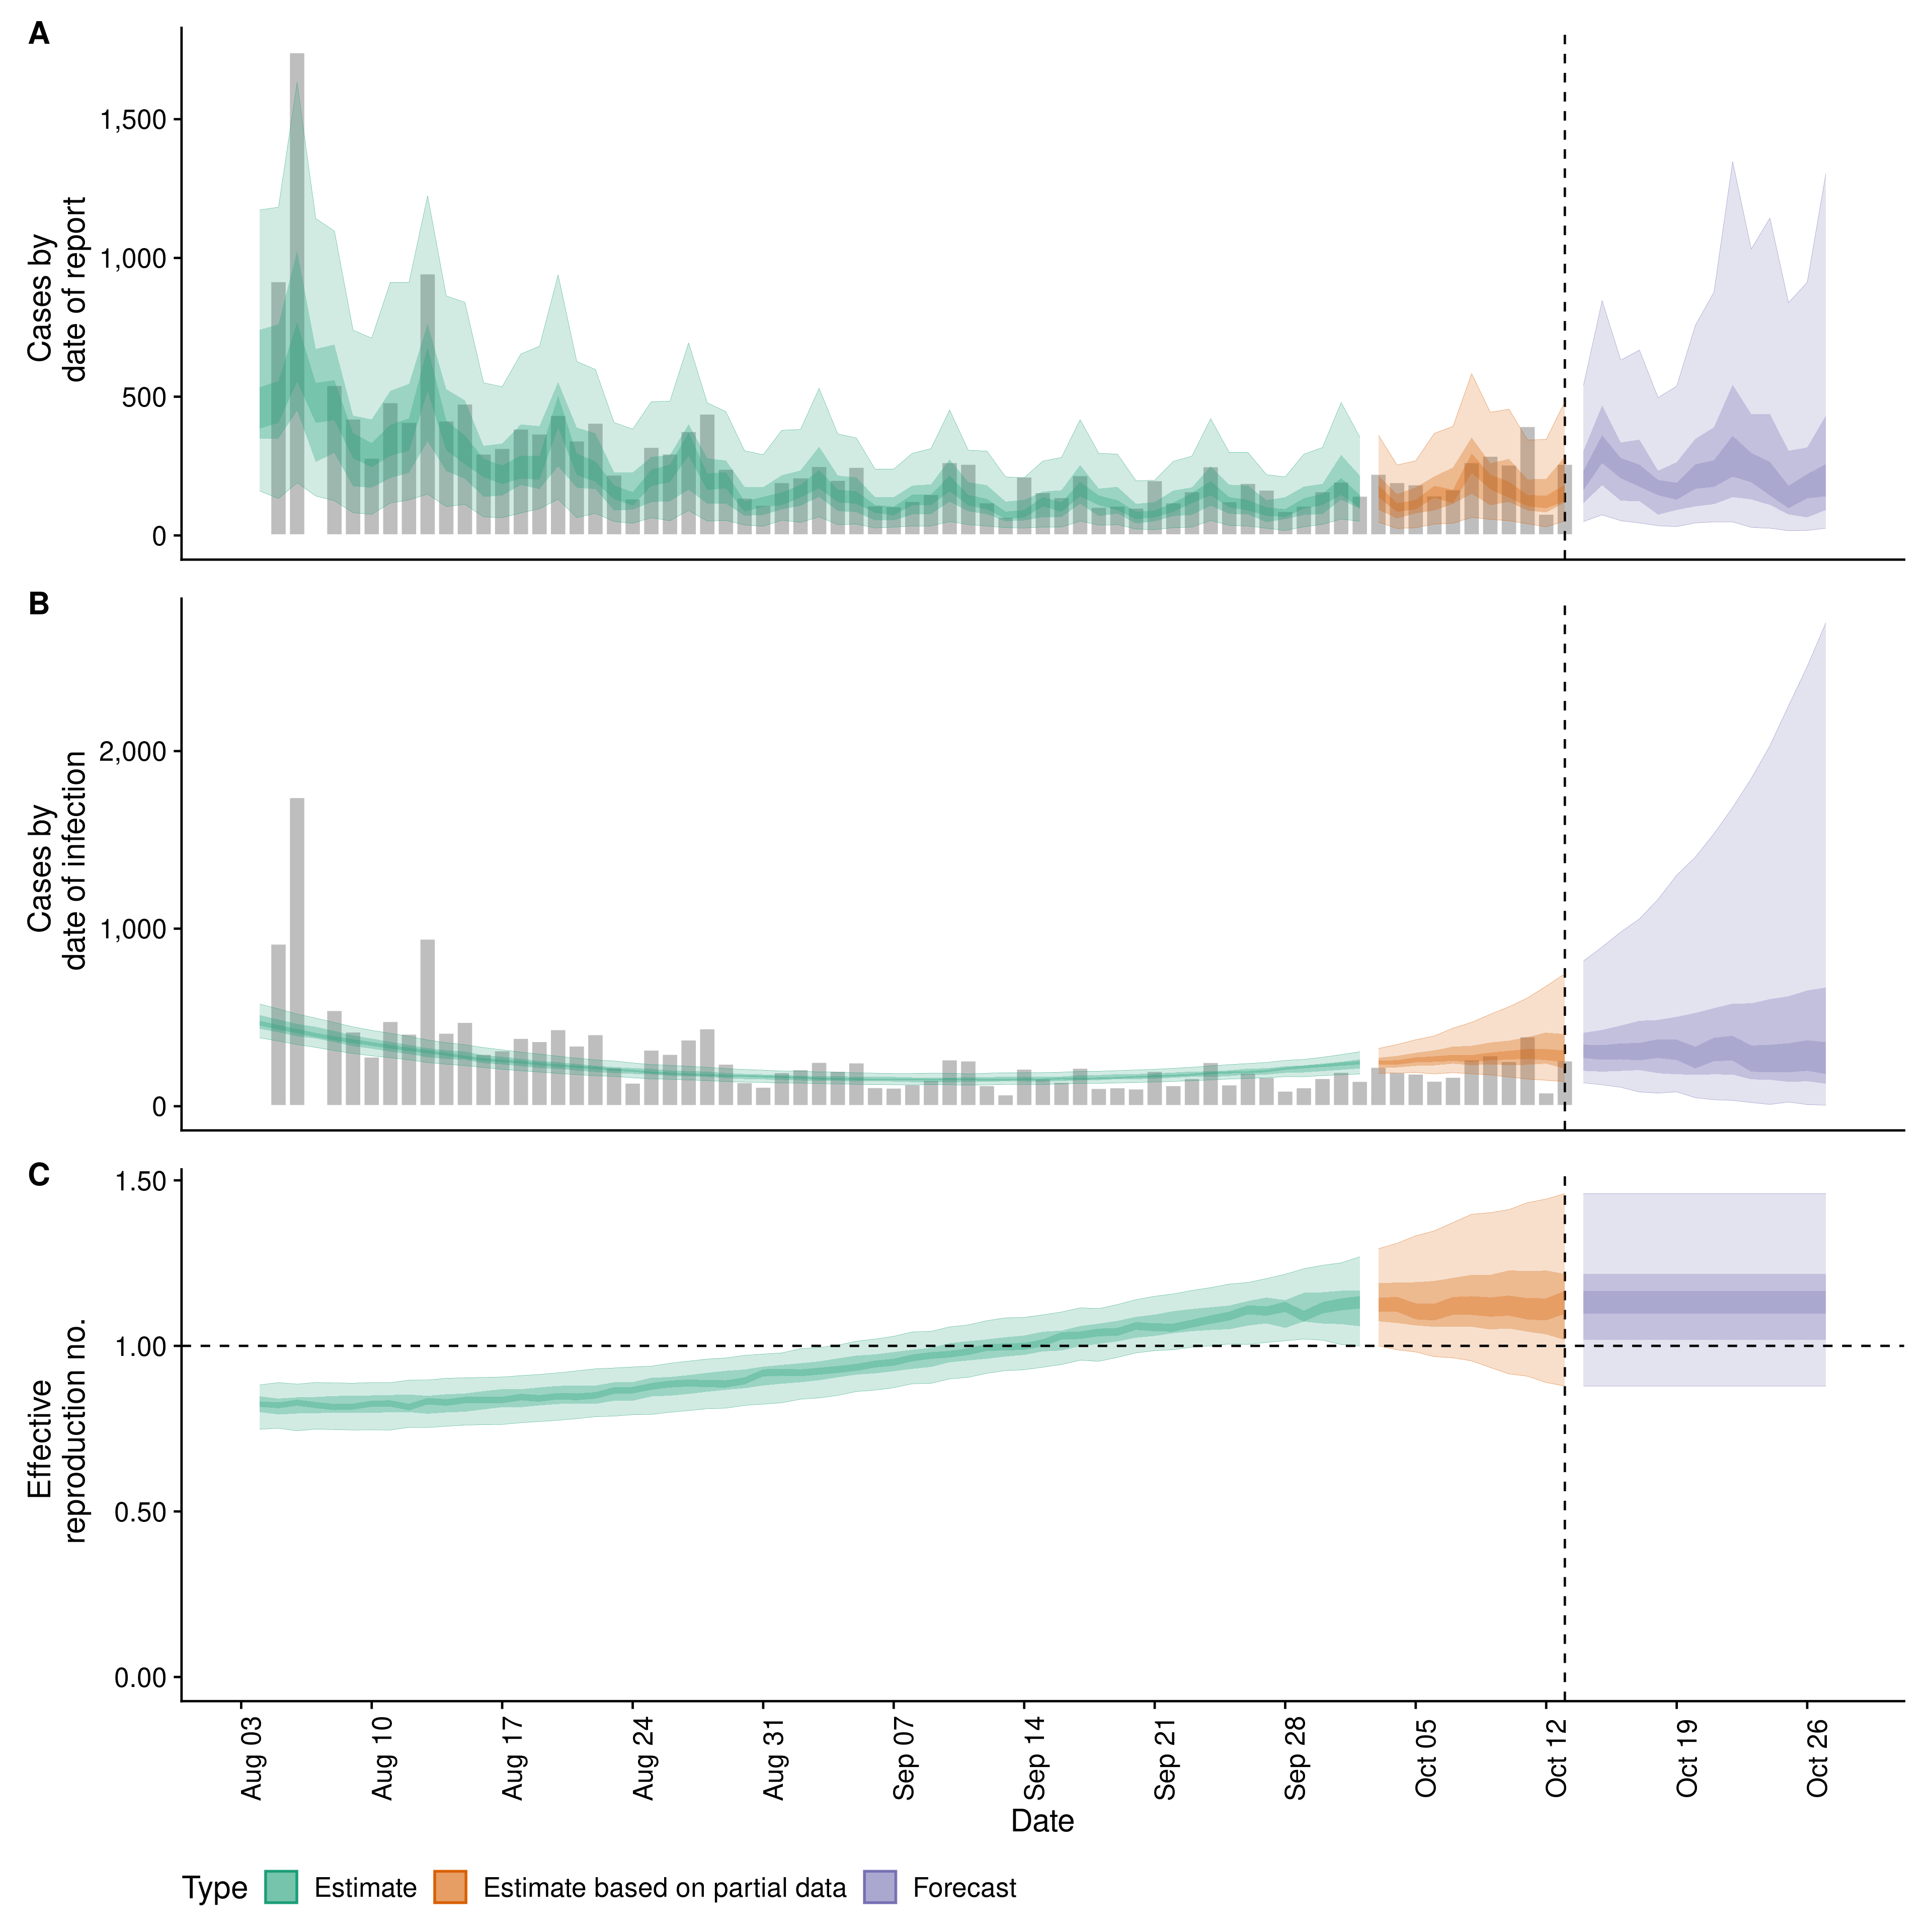 A
Cases by
date of report
1,500
1,000
500
0
B
Cases by
date of infection
2,000
1,000
0
C
Effective
reproduction no.
1.50
1.00
0.50
0.00
Aug 03
Aug 10
Aug 17
Aug 24
Aug 31
Sep 07
Sep 14
Sep 21
Sep 28
Oct 05
Oct 12
Oct 19
Oct 26
Date
Type Estimate Estimate based on partial data Forecast